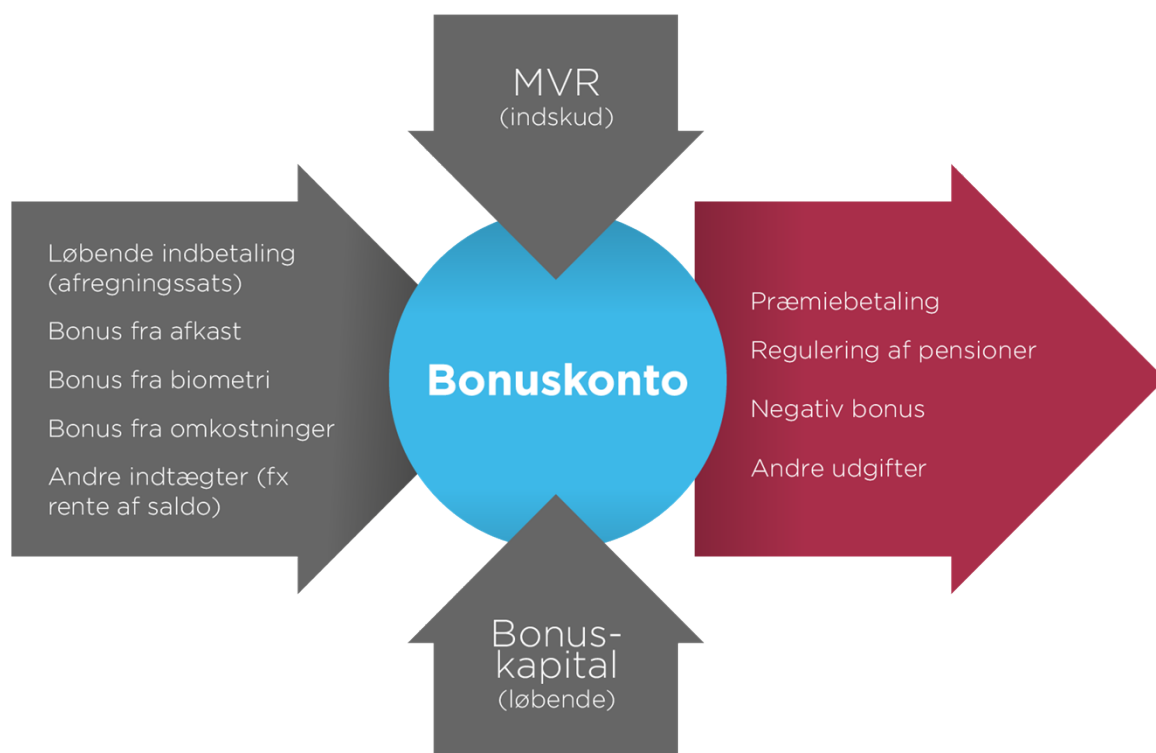 MVR
(indskud)
Løbende indbetaling
(afregningssats)
Bonus fra afkast
Bonus fra biometri
Bonus fra omkostninger
Andre indtægter (fx
rente af saldo)
Bonuskonto
Præmiebetaling
Regulering af pensioner
Negativ bonus
Andre udgifter
Bonus-
kapital
(løbende)